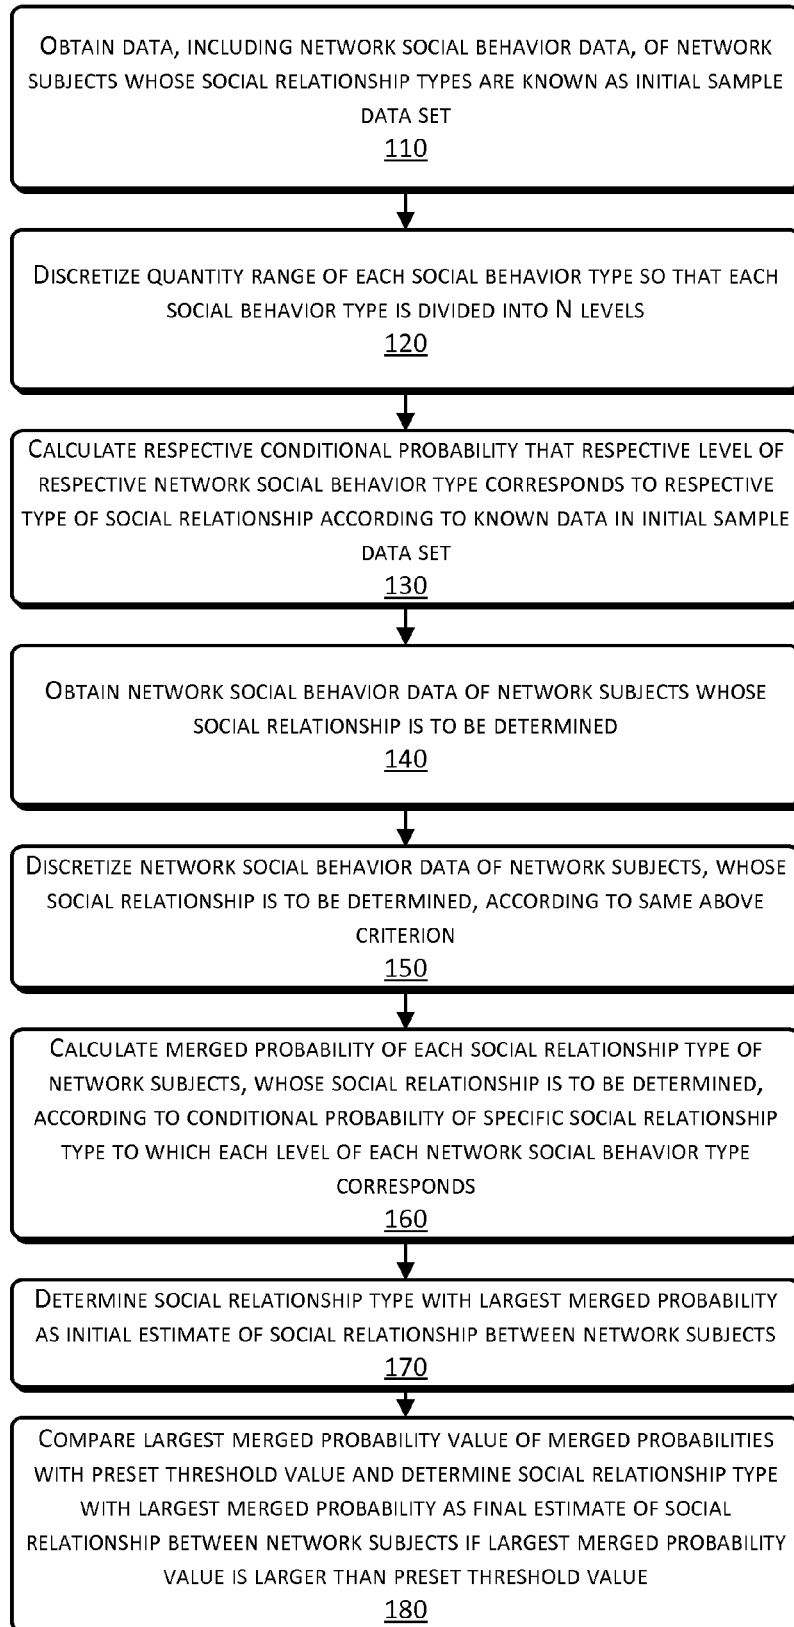 OBTAIN DATA, INCLUDING NETWORK SOCIAL BEHAVIOR DATA, OF NETWORK
SUBJECTS WHOSE SOCIAL RELATIONSHIP TYPES ARE KNOWN AS INITIAL SAMPLE
DATA SET
110
DISCRETIZE QUANTITY RANGE OF EACH SOCIAL BEHAVIOR TYPE SO THAT EACH
SOCIAL BEHAVIOR TYPE IS DIVIDED INTO N LEVELS
120
CALCULATE RESPECTIVE CONDITIONAL PROBABILITY THAT RESPECTIVE LEVEL OF
RESPECTIVE NETWORK SOCIAL BEHAVIOR TYPE CORRESPONDS TO RESPECTIVE
TYPE OF SOCIAL RELATIONSHIP ACCORDING TO KNOWN DATA IN INITIAL SAMPLE
DATA SET
130
OBTAIN NETWORK SOCIAL BEHAVIOR DATA OF NETWORK SUBJECTS WHOSE
SOCIAL RELATIONSHIP IS TO BE DETERMINED
140
DISCRETIZE NETWORK SOCIAL BEHAVIOR DATA OF NETWORK SUBJECTS, WHOSE
SOCIAL RELATIONSHIP IS TO BE DETERMINED, ACCORDING TO SAME ABOVE
CRITERION
150
CALCULATE MERGED PROBABILITY OF EACH SOCIAL RELATIONSHIP TYPE OF
NETWORK SUBJECTS, WHOSE SOCIAL RELATIONSHIP IS TO BE DETERMINED,
ACCORDING TO CONDITIONAL PROBABILITY OF SPECIFIC SOCIAL RELATIONSHIP
TYPE TO WHICH EACH LEVEL OF EACH NETWORK SOCIAL BEHAVIOR TYPE
CORRESPONDS
160
DETERMINE SOCIAL RELATIONSHIP TYPE WITH LARGEST MERGED PROBABILITY
AS INITIAL ESTIMATE OF SOCIAL RELATIONSHIP BETWEEN NETWORK SUBJECTS
170
COMPARE LARGEST MERGED PROBABILITY VALUE OF MERGED PROBABILITIES
WITH PRESET THRESHOLD VALUE AND DETERMINE SOCIAL RELATIONSHIP TYPE
WITH LARGEST MERGED PROBABILITY AS FINAL ESTIMATE OF SOCIAL
RELATIONSHIP BETWEEN NETWORK SUBJECTS IF LARGEST MERGED PROBABILITY
VALUE IS LARGER THAN PRESET THRESHOLD VALUE
180